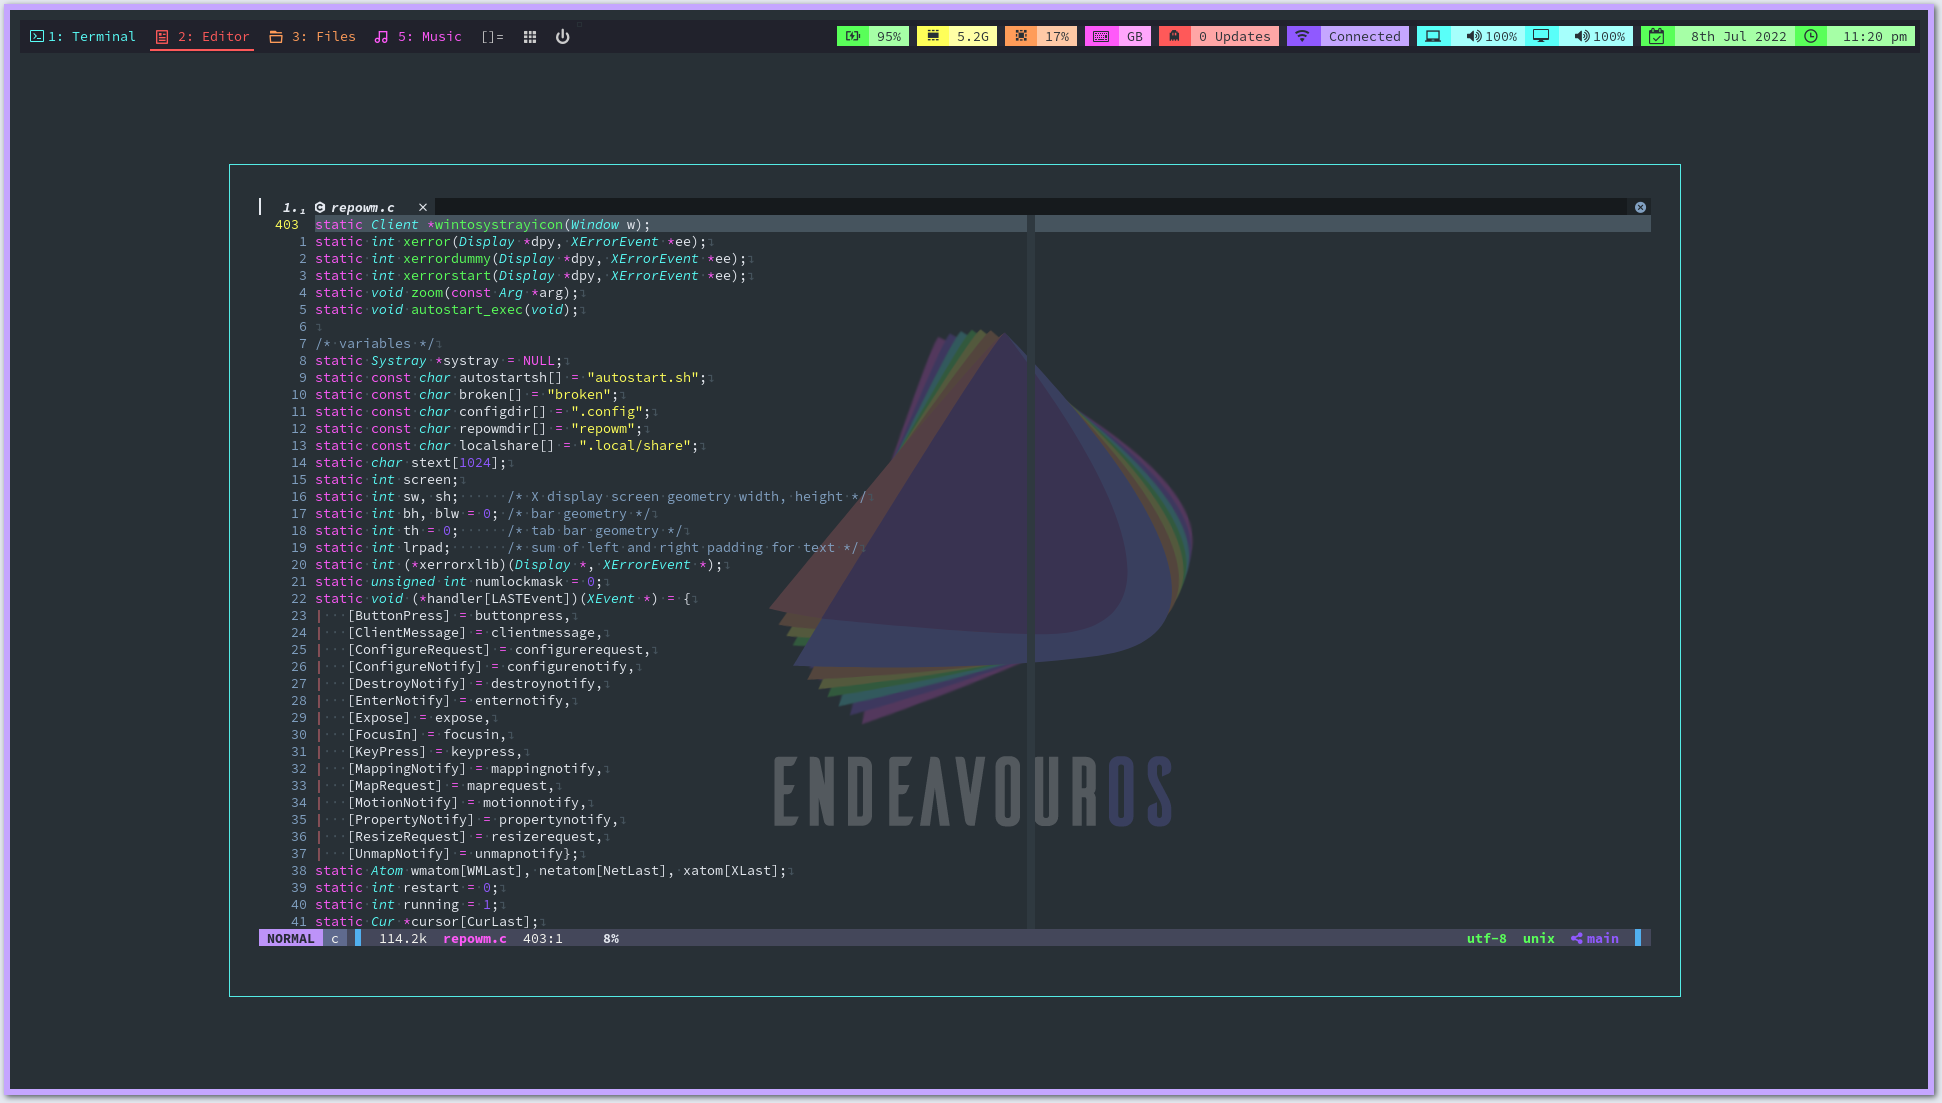 1: Terminal 2: Editor 3: Files 5: Music []= 95% 5.2G 17% GB 0 Updates Connected 100% 100% 8th Jul 2022 11:20 pm
1. repowm.c ×
403 static Client *wintosystrayicon(Window w);
1 static int xerror(Display *dpy, XErrorEvent *ee);
2 static int xerrordummy(Display *dpy, XErrorEvent *ee);
3 static int xerrorstart(Display *dpy, XErrorEvent *ee);
4 static void zoom(const Arg *arg);
5 static void autostart_exec(void);
6
7 /* variables */
8 static Systray *systray = NULL;
9 static const char autostartsh[] = "autostart.sh";
10 static const char broken[] = "broken";
11 static const char configdir[] = ".config";
12 static const char repowmdir[] = "repowm";
13 static const char localshare[] = ".local/share";
14 static char stext[1024];
15 static int screen;
16 static int sw, sh; /* X display screen geometry width, height */
17 static int bh, blw = 0; /* bar geometry */
18 static int th = 0; /* tab bar geometry */
19 static int lrpad; /* sum of left and right padding for text */
20 static int (*xerrorxlib)(Display *, XErrorEvent *);
21 static unsigned int numlockmask = 0;
22 static void (*handler[LASTEvent])(XEvent *) = {
23 [ButtonPress] = buttonpress,
24 [ClientMessage] = clientmessage,
25 [ConfigureRequest] = configurerequest,
26 [ConfigureNotify] = configurenotify,
27 [DestroyNotify] = destroynotify,
28 [EnterNotify] = enternotify,
29 [Expose] = expose,
30 [FocusIn] = focusin,
31 [KeyPress] = keypress,
32 [MappingNotify] = mappingnotify,
33 [MapRequest] = maprequest,
34 [MotionNotify] = motionnotify,
35 [PropertyNotify] = propertynotify,
36 [ResizeRequest] = resizerequest,
37 [UnmapNotify] = unmapnotify};
38 static Atom wmatom[WMLast], netatom[NetLast], xatom[XLast];
39 static int restart = 0;
40 static int running = 1;
41 static Cur *cursor[CurLast];
ENDEAVOUROS
NORMAL c 114.2k repowm.c 403:1 8% utf-8 unix main